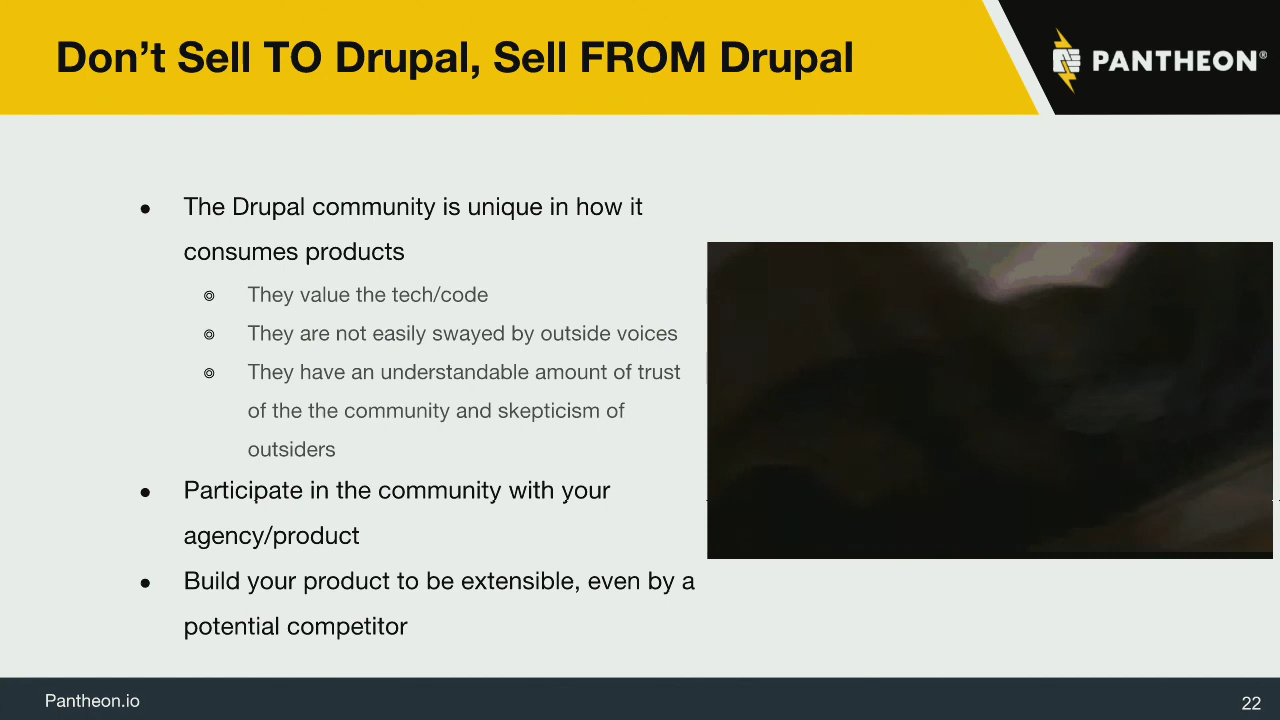 Don’t Sell TO Drupal, Sell FROM Drupal
PANTHEON®
● The Drupal community is unique in how it
consumes products
◎ They value the tech/code
◎ They are not easily swayed by outside voices
◎ They have an understandable amount of trust
of the the community and skepticism of
outsiders
● Participate in the community with your
agency/product
● Build your product to be extensible, even by a
potential competitor
Pantheon.io
22